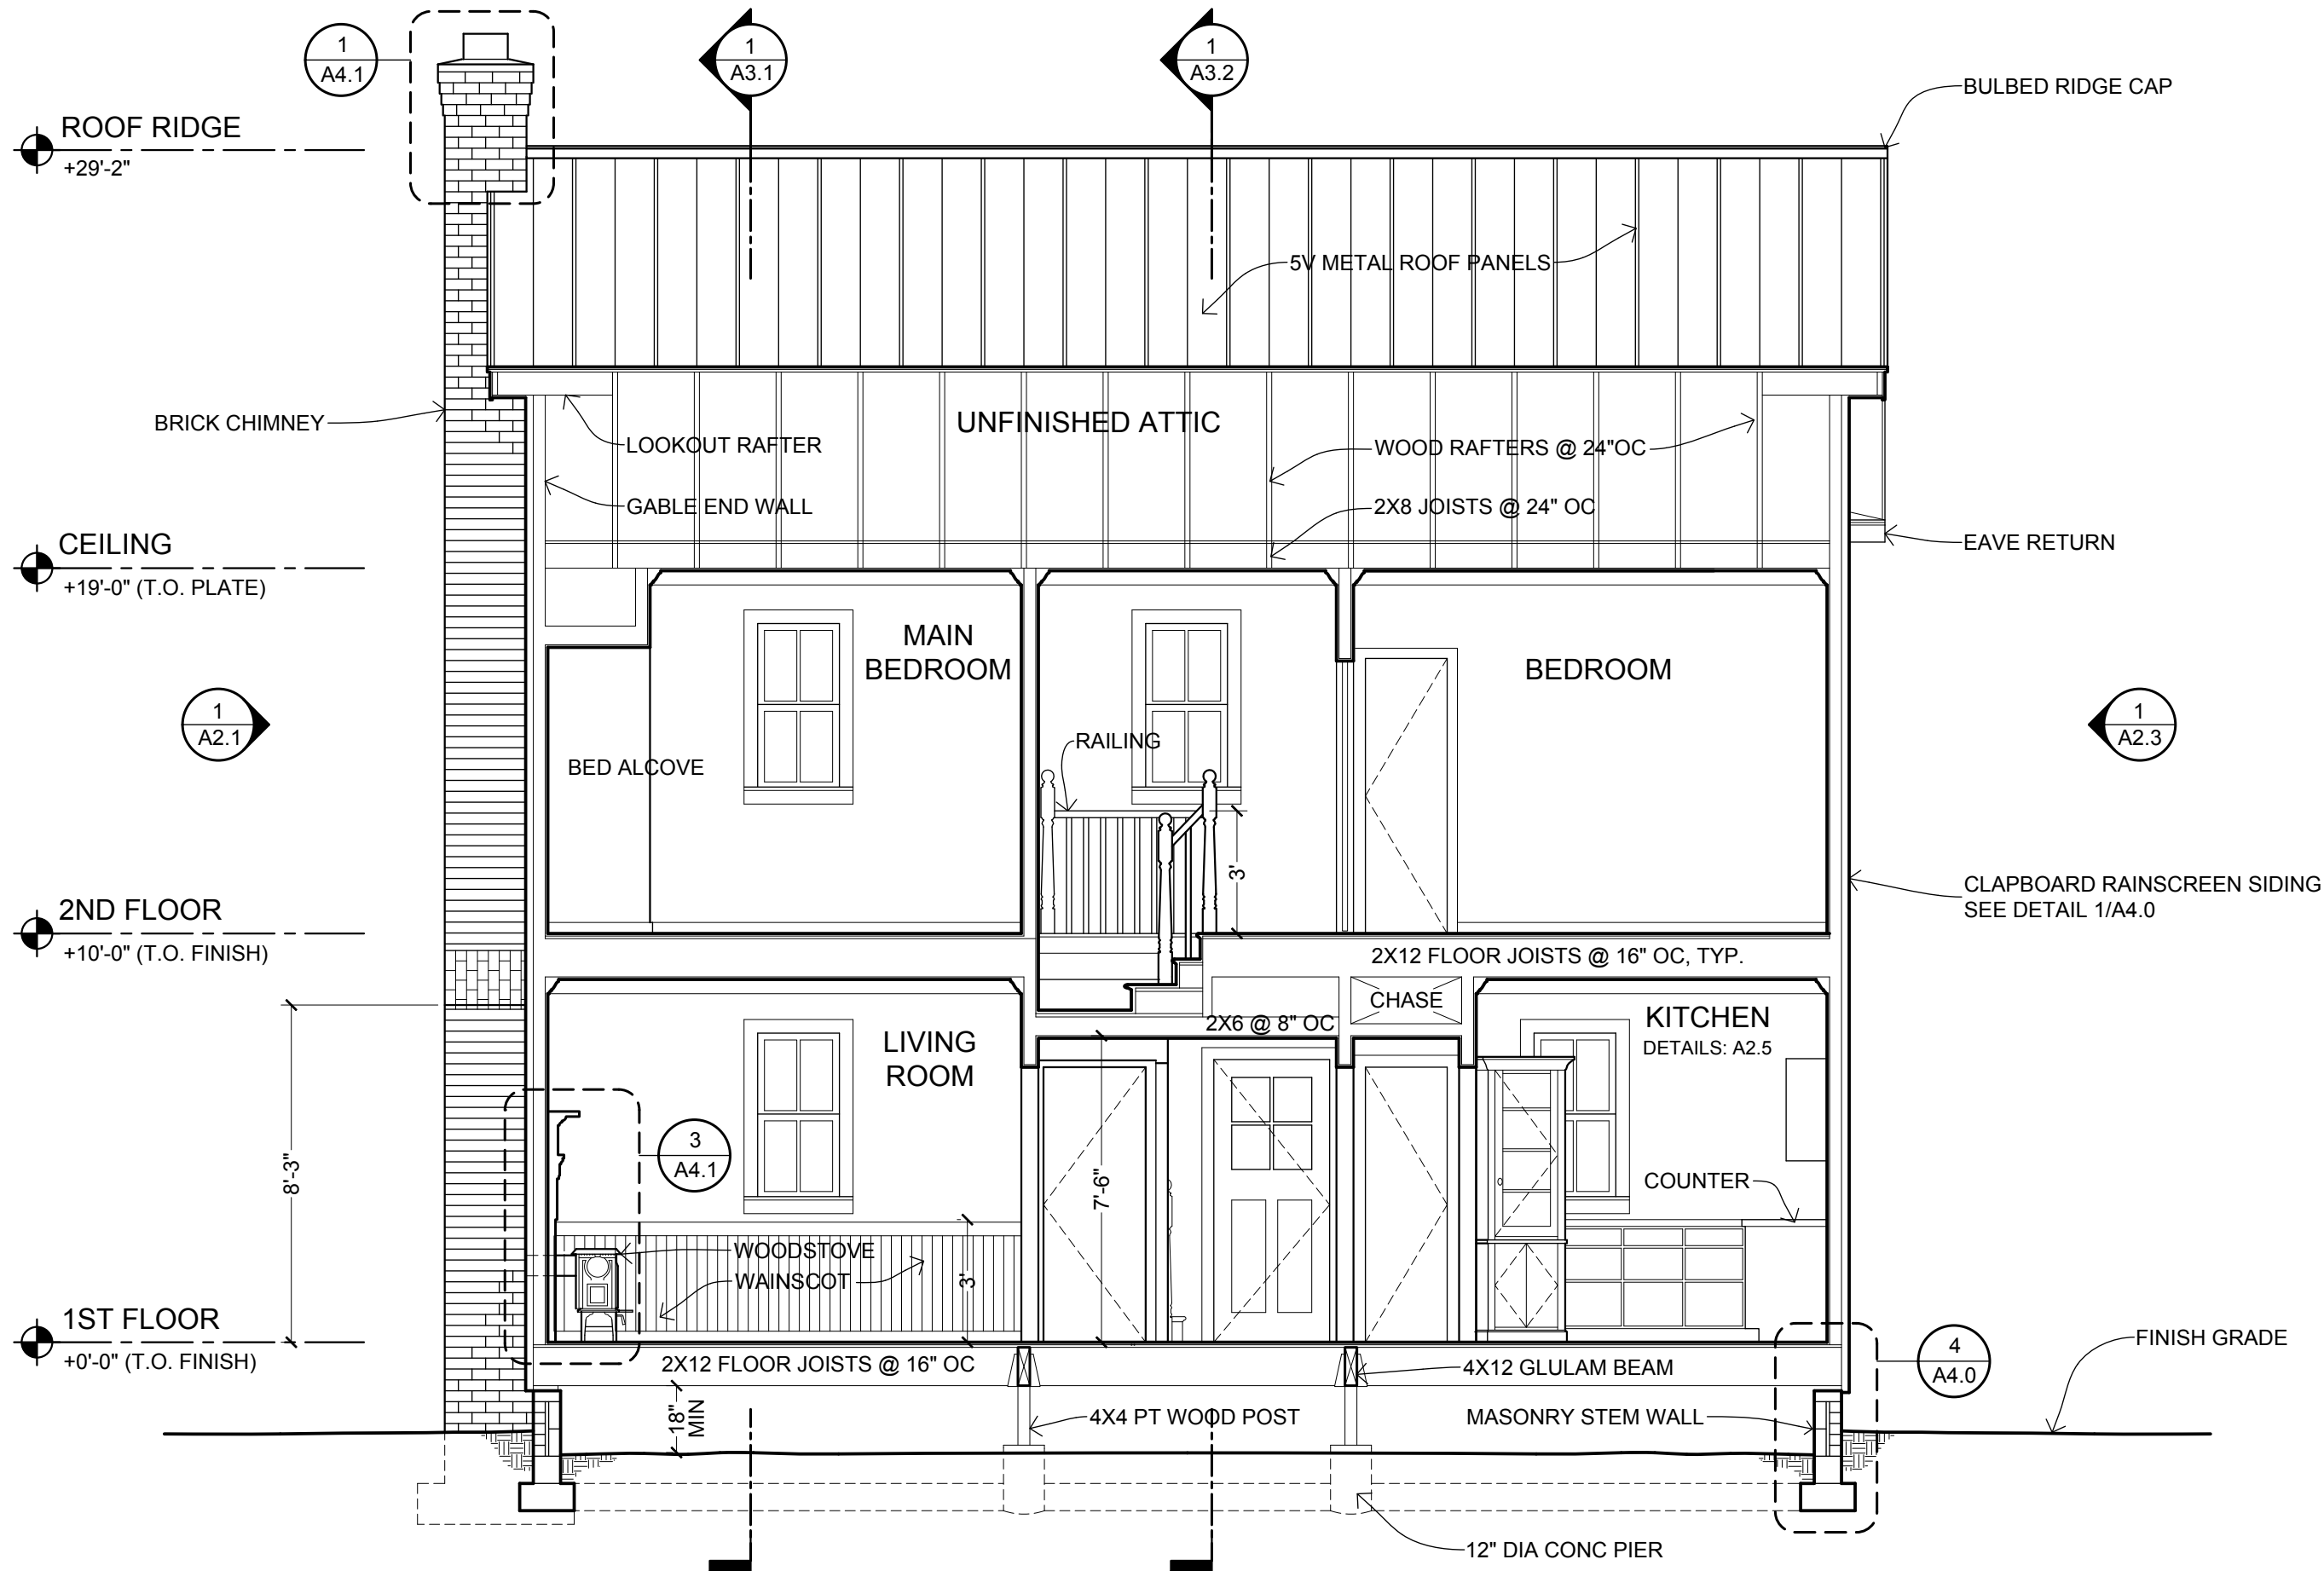 1
A4.1
1
A3.1
1
A3.2
BULBED RIDGE CAP
ROOF RIDGE
+29'-2"
5V METAL ROOF PANELS
BRICK CHIMNEY
UNFINISHED ATTIC
LOOKOUT RAFTER
WOOD RAFTERS @ 24"OC
GABLE END WALL
2X8 JOISTS @ 24" OC
CEILING
+19'-0" (T.O. PLATE)
EAVE RETURN
MAIN
BEDROOM
BEDROOM
1
A2.1
1
A2.3
RAILING
BED ALCOVE
3'
CLAPBOARD RAINSCREEN SIDING
SEE DETAIL 1/A4.0
2ND FLOOR
+10'-0" (T.O. FINISH)
2X12 FLOOR JOISTS @ 16" OC, TYP.
CHASE
2X6 @ 8" OC
KITCHEN
DETAILS: A2.5
LIVING
ROOM
8'-3"
3
A4.1
7'-6"
COUNTER
WOODSTOVE
WAINSCOT
3'
1ST FLOOR
+0'-0" (T.O. FINISH)
FINISH GRADE
2X12 FLOOR JOISTS @ 16" OC
4X12 GLULAM BEAM
4
A4.0
18"
MIN
4X4 PT WOOD POST
MASONRY STEM WALL
12" DIA CONC PIER